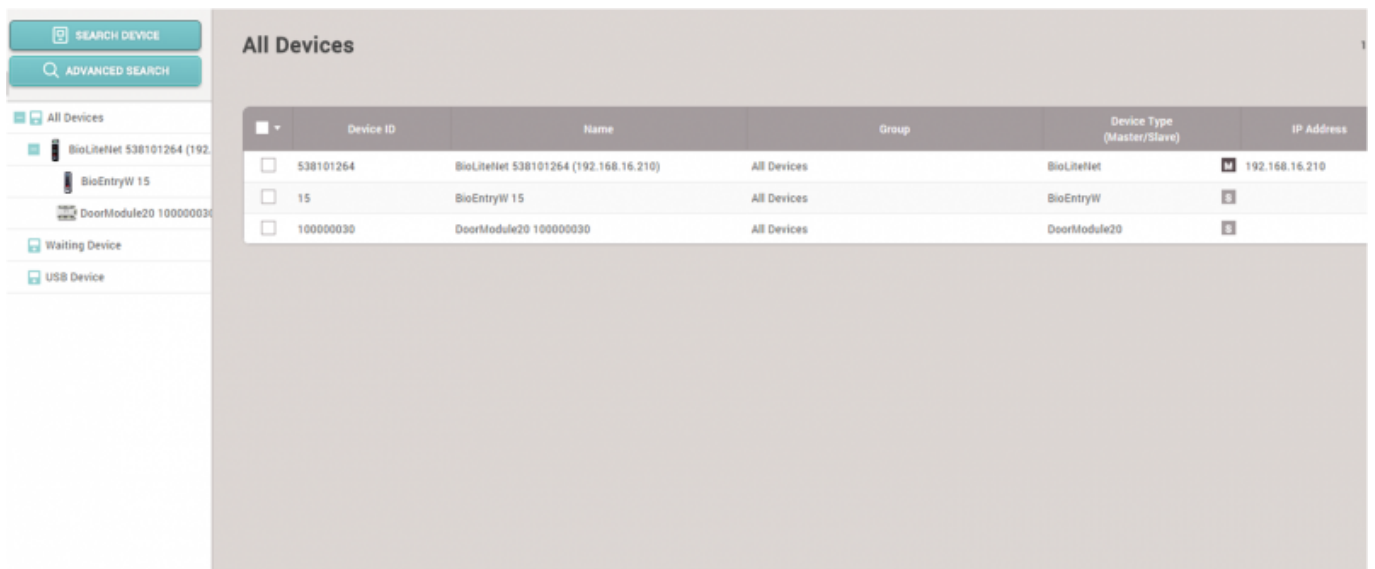 SEARCH DEVICE
ADVANCED SEARCH
All Devices
BioLiteNet 538101264 (192.
BioEntryW 15
DoorModule20 10000003
Waiting Device
USB Device
All Devices
1
Device ID Name Group Device Type (Master/Slave) IP Address
538101264 BioLiteNet 538101264 (192.168.16.210) All Devices BioLiteNet M 192.168.16.210
15 BioEntryW 15 All Devices BioEntryW S
100000030 DoorModule20 100000030 All Devices DoorModule20 S